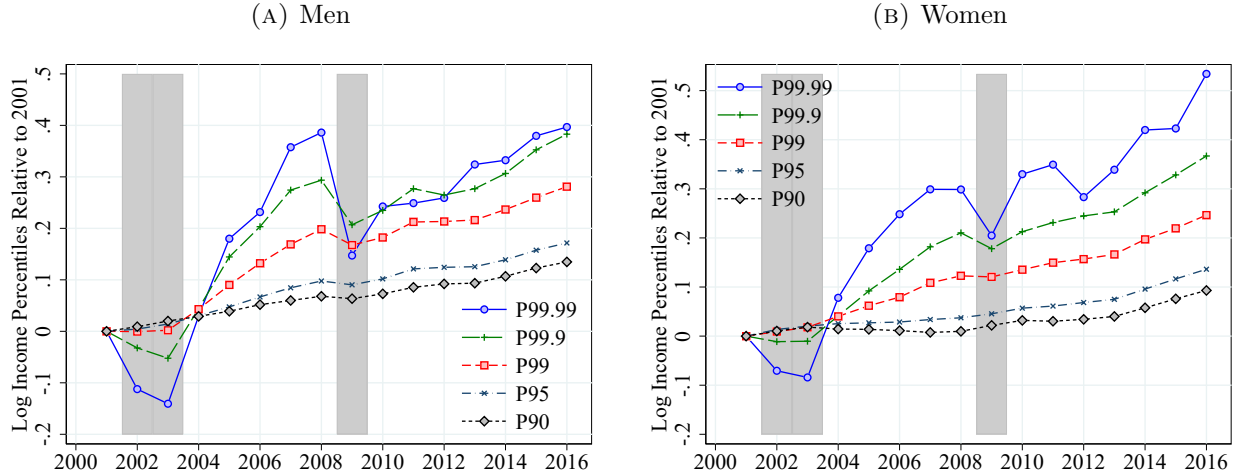 (A) Men
Log Income Percentiles Relative to 2001
.5
.4
.3
.2
.1
0
-.1
-.2
P99.99
P99.9
P99
P95
P90
2000 2002 2004 2006 2008 2010 2012 2014 2016
(B) Women
Log Income Percentiles Relative to 2001
.5
.4
.3
.2
.1
0
-.1
-.2
P99.99
P99.9
P99
P95
P90
2000 2002 2004 2006 2008 2010 2012 2014 2016